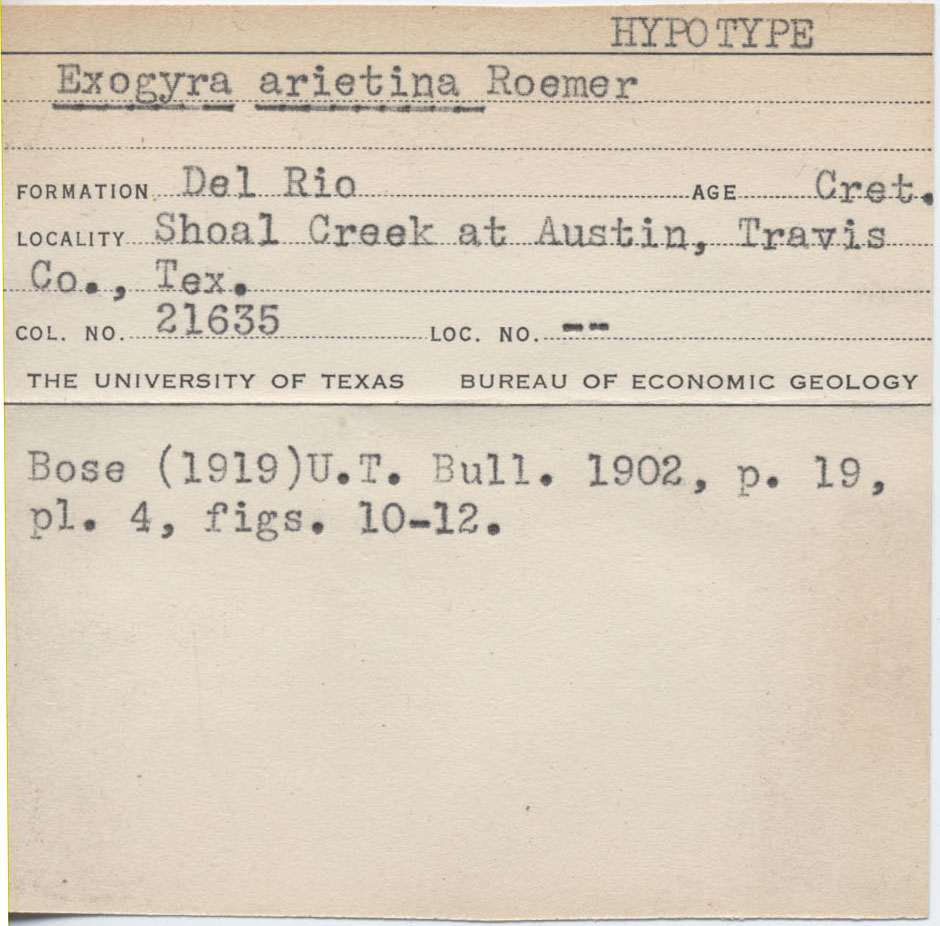 HYPOTYPE
Exogyra arietina Roemer
FORMATION Del Rio AGE Cret.
LOCALITY Shoal Creek at Austin, Travis
Co., Tex.
COL. NO. 21635 LOC. NO. --
THE UNIVERSITY OF TEXAS BUREAU OF ECONOMIC GEOLOGY
Bose (1919)U.T. Bull. 1902, p. 19,
pl. 4, figs. 10-12.